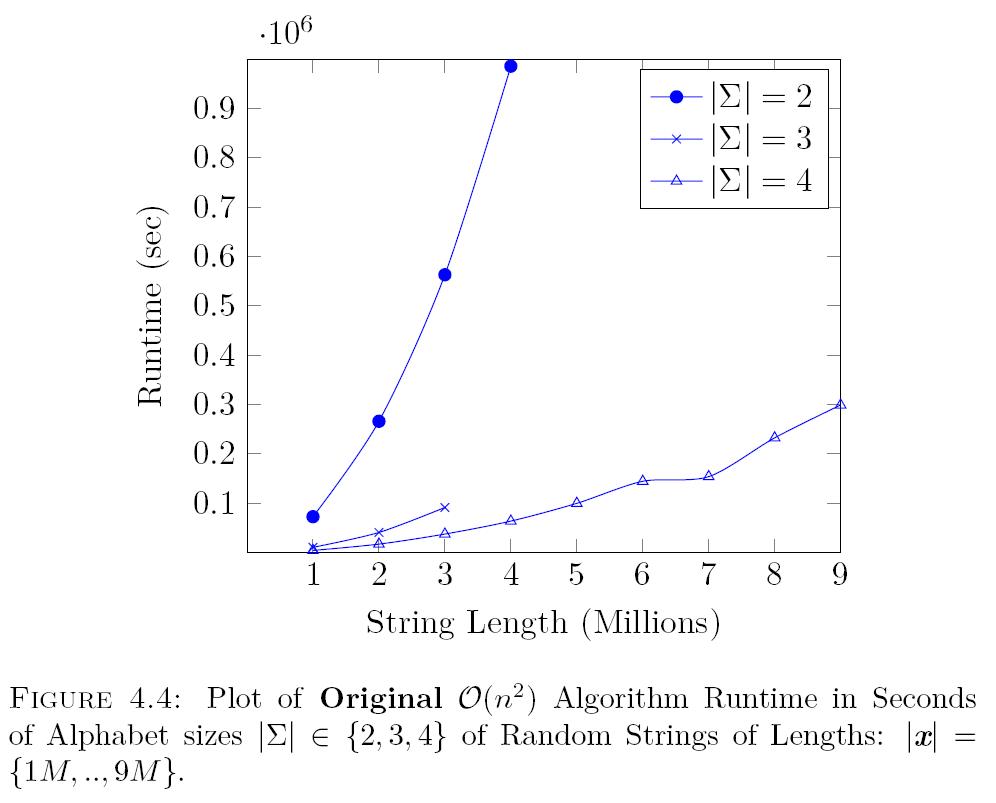 ·10⁶
0.9
0.8
0.7
0.6
0.5
0.4
0.3
0.2
0.1
Runtime (sec)
|Σ| = 2
|Σ| = 3
|Σ| = 4
1 2 3 4 5 6 7 8 9
String Length (Millions)
FIGURE 4.4: Plot of Original 𝒪(n²) Algorithm Runtime in Seconds
of Alphabet sizes |Σ| ∈ {2, 3, 4} of Random Strings of Lengths: |x| =
{1M, .., 9M}.